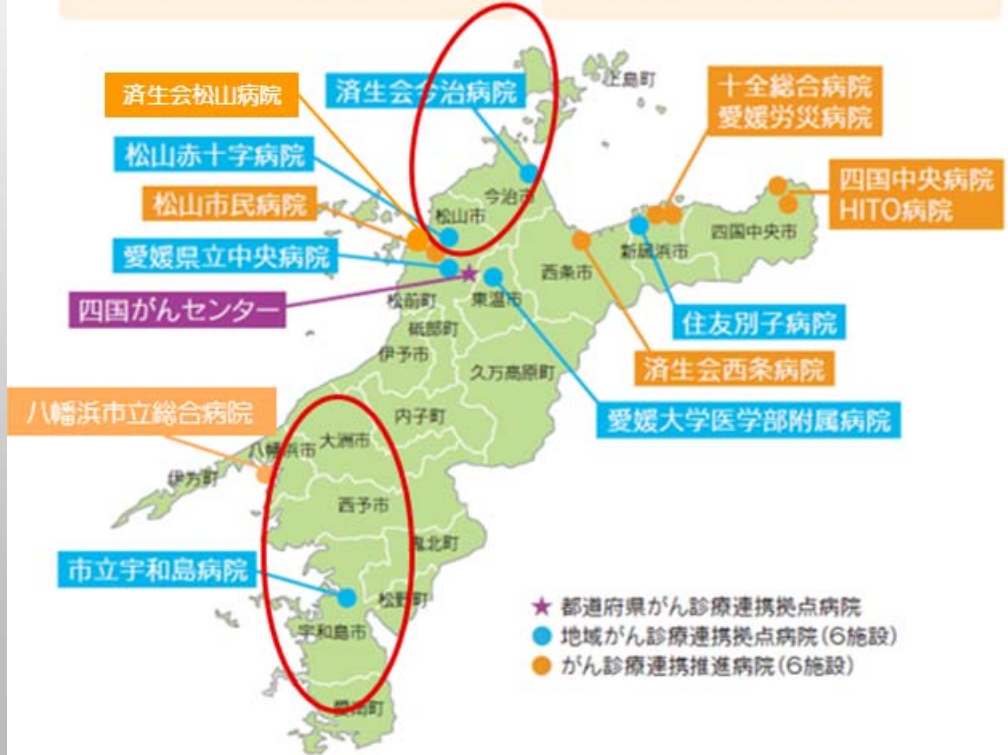 上島町
十全総合病院
愛媛労災病院
済生会松山病院
済生会今治病院
松山赤十字病院
四国中央病院
HITO病院
今治市
松山市民病院
松山市
四国中央市
愛媛県立中央病院
新居浜市
西条市
四国がんセンター
松前町
東温市
住友別子病院
砥部町
伊予市
済生会西条病院
久万高原町
八幡浜市立総合病院
内子町
愛媛大学医学部附属病院
大洲市
八幡浜市
伊方町
西予市
鬼北町
市立宇和島病院
松野町
宇和島市
愛南町
★ 都道府県がん診療連携拠点病院
● 地域がん診療連携拠点病院(6施設)
● がん診療連携推進病院(6施設)